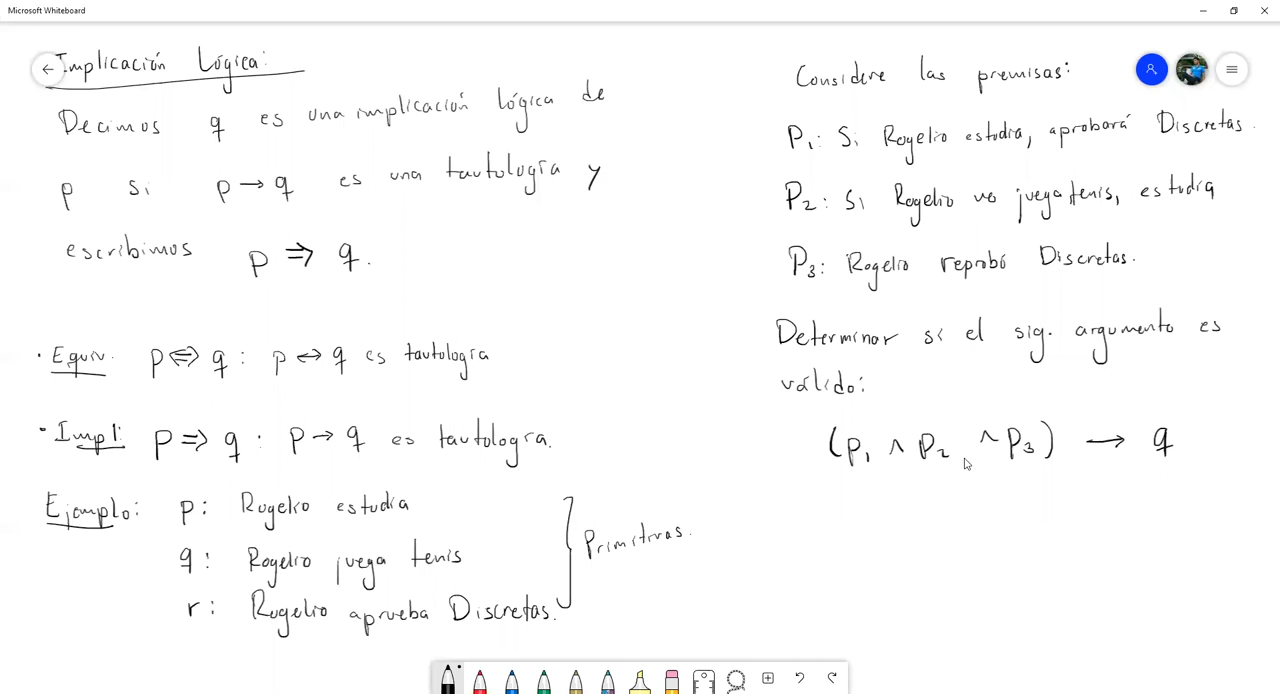 Microsoft Whiteboard
Implicación Lógica:
Decimos q es una implicación lógica de
p si p → q es una tautología y
escribimos p ⇒ q.
· Equiv. p ⇔ q : p ↔ q es tautología
· Impl: p ⇒ q : p → q es tautología.
Ejemplo: p: Rogelio estudia
q: Rogelio juega tenis
r: Rogelio aprueba Discretas.
Primitivas.
Considere las premisas:
P1: Si Rogelio estudia, aprobará Discretas.
P2: Si Rogelio no juega tenis, estudia
P3: Rogelio reprobó Discretas.
Determinar si el sig. argumento es
válido:
(p1 ∧ p2 ∧ p3) → q